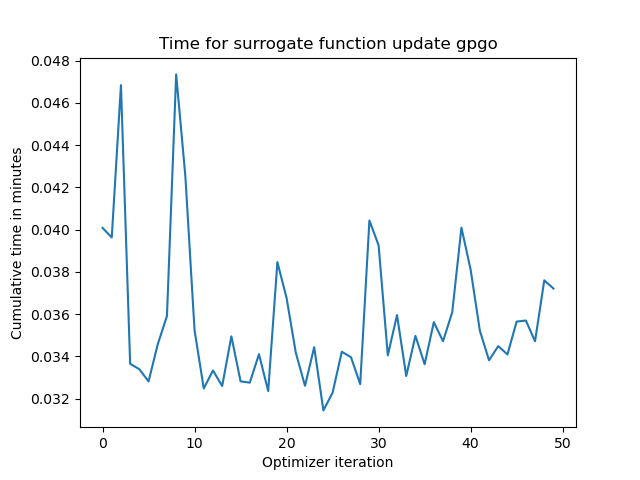 Time for surrogate function update gpgo
0.048
0.046
0.044
0.042
0.040
0.038
0.036
0.034
0.032
Cumulative time in minutes
0 10 20 30 40 50
Optimizer iteration